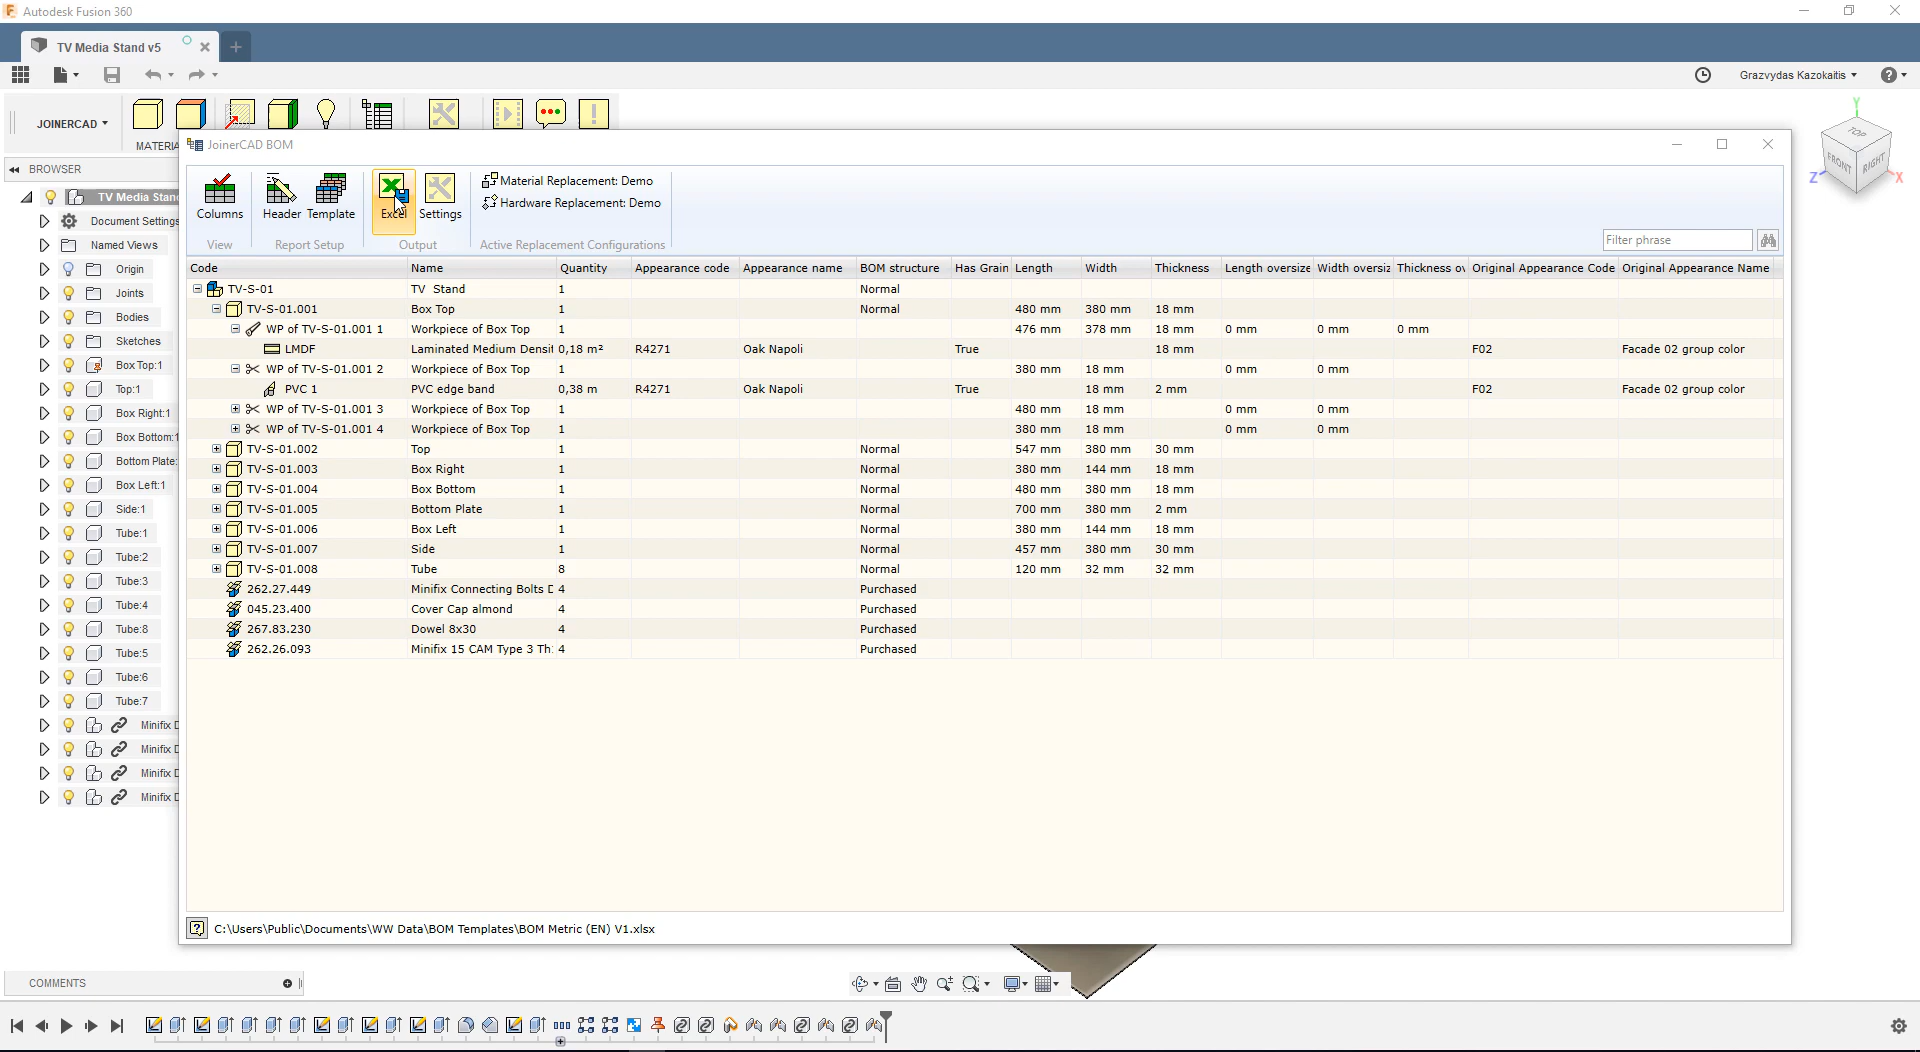 Autodesk Fusion 360
TV Media Stand v5
Grazvydas Kazokaitis
JOINERCAD
MATERIA
BROWSER
TV Media Stand
Document Settings
Named Views
Origin
Joints
Bodies
Sketches
Box Top:1
Top:1
Box Right:1
Box Bottom:1
Bottom Plate:
Box Left:1
Side:1
Tube:1
Tube:2
Tube:3
Tube:4
Tube:8
Tube:5
Tube:6
Tube:7
Minifix D
Minifix D
Minifix D
Minifix D
JoinerCAD BOM
Columns Header Template Excel Settings
Material Replacement: Demo
Hardware Replacement: Demo
View Report Setup Output Active Replacement Configurations
Filter phrase
Code Name Quantity Appearance code Appearance name BOM structure Has Grain Length Width Thickness Length oversize Width oversiz Thickness ov Original Appearance Code Original Appearance Name
TV-S-01 TV Stand 1 Normal
TV-S-01.001 Box Top 1 Normal 480 mm 380 mm 18 mm
WP of TV-S-01.001 1 Workpiece of Box Top 1 476 mm 378 mm 18 mm 0 mm 0 mm 0 mm
LMDF Laminated Medium Densit 0,18 m² R4271 Oak Napoli True 18 mm F02 Facade 02 group color
WP of TV-S-01.001 2 Workpiece of Box Top 1 380 mm 18 mm 0 mm 0 mm
PVC 1 PVC edge band 0,38 m R4271 Oak Napoli True 18 mm 2 mm F02 Facade 02 group color
WP of TV-S-01.001 3 Workpiece of Box Top 1 480 mm 18 mm 0 mm 0 mm
WP of TV-S-01.001 4 Workpiece of Box Top 1 380 mm 18 mm 0 mm 0 mm
TV-S-01.002 Top 1 Normal 547 mm 380 mm 30 mm
TV-S-01.003 Box Right 1 Normal 380 mm 144 mm 18 mm
TV-S-01.004 Box Bottom 1 Normal 480 mm 380 mm 18 mm
TV-S-01.005 Bottom Plate 1 Normal 700 mm 380 mm 2 mm
TV-S-01.006 Box Left 1 Normal 380 mm 144 mm 18 mm
TV-S-01.007 Side 1 Normal 457 mm 380 mm 30 mm
TV-S-01.008 Tube 8 Normal 120 mm 32 mm 32 mm
262.27.449 Minifix Connecting Bolts D 4 Purchased
045.23.400 Cover Cap almond 4 Purchased
267.83.230 Dowel 8x30 4 Purchased
262.26.093 Minifix 15 CAM Type 3 Th 4 Purchased
C:\Users\Public\Documents\WW Data\BOM Templates\BOM Metric (EN) V1.xlsx
Y
TOP
FRONT RIGHT
Z X
COMMENTS